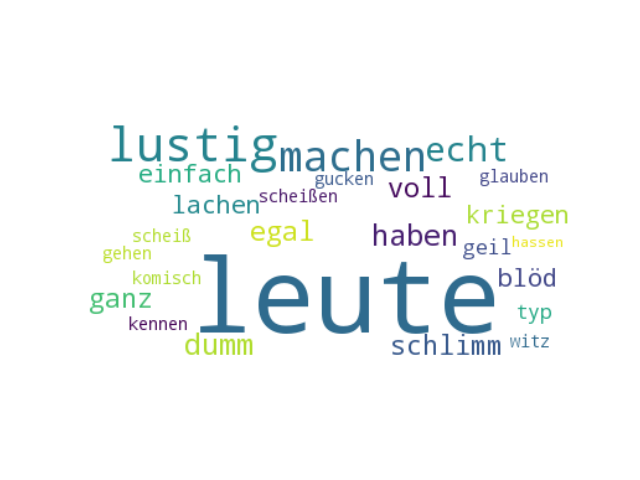 lustig
machen
echt
einfach
gucken
voll
glauben
lachen
scheißen
kriegen
scheiß
egal
haben
geil
hassen
gehen
komisch
leute
blöd
ganz
kennen
typ
dumm
schlimm
witz